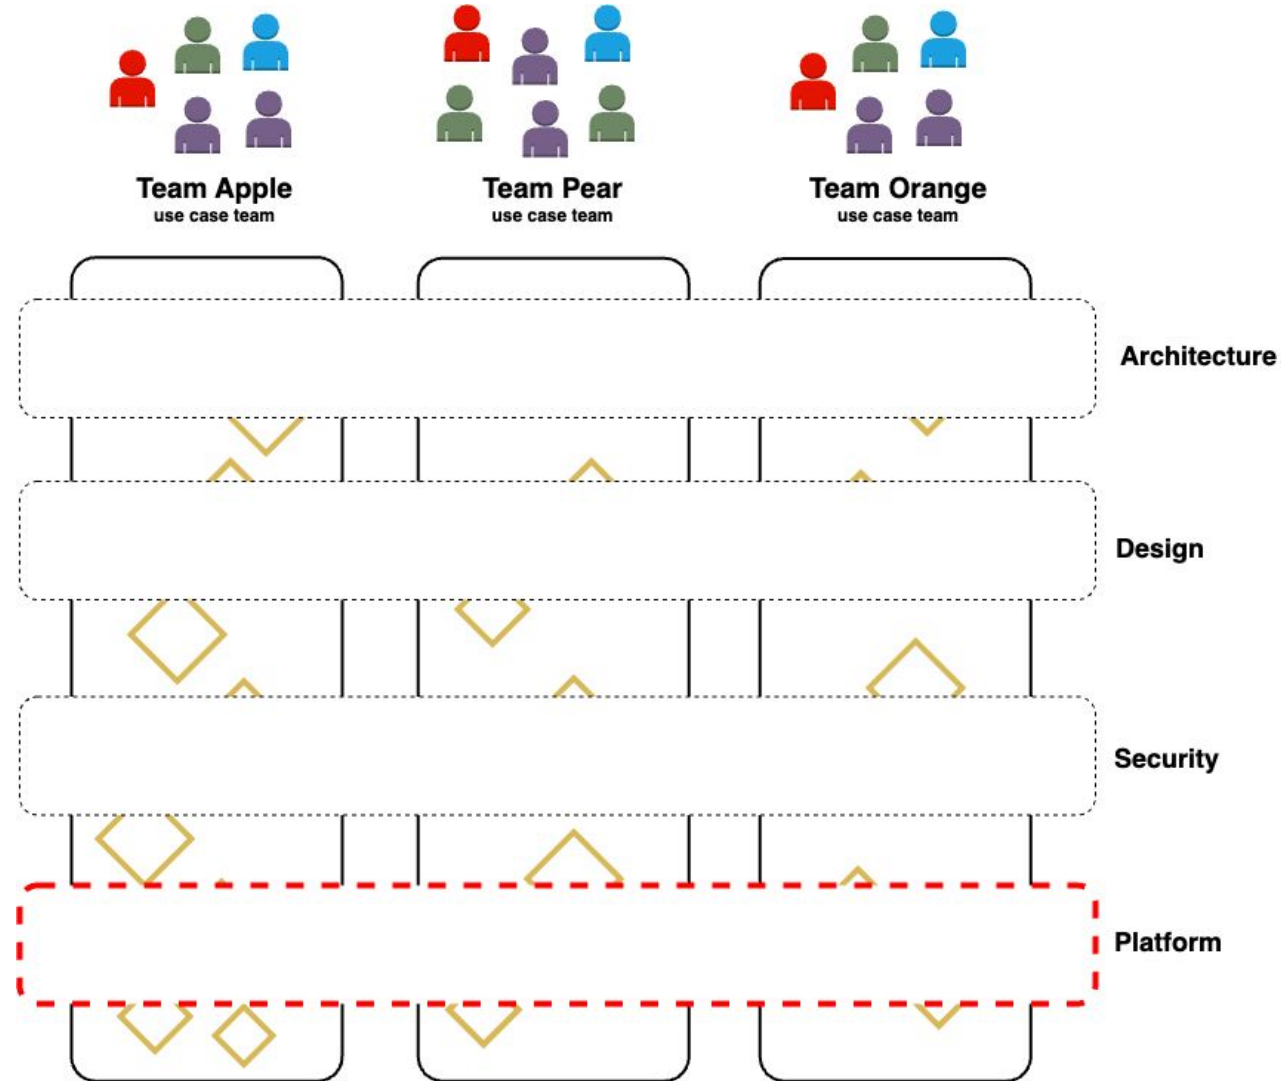 Team Apple
use case team
Team Pear
use case team
Team Orange
use case team
Architecture
Design
Security
Platform